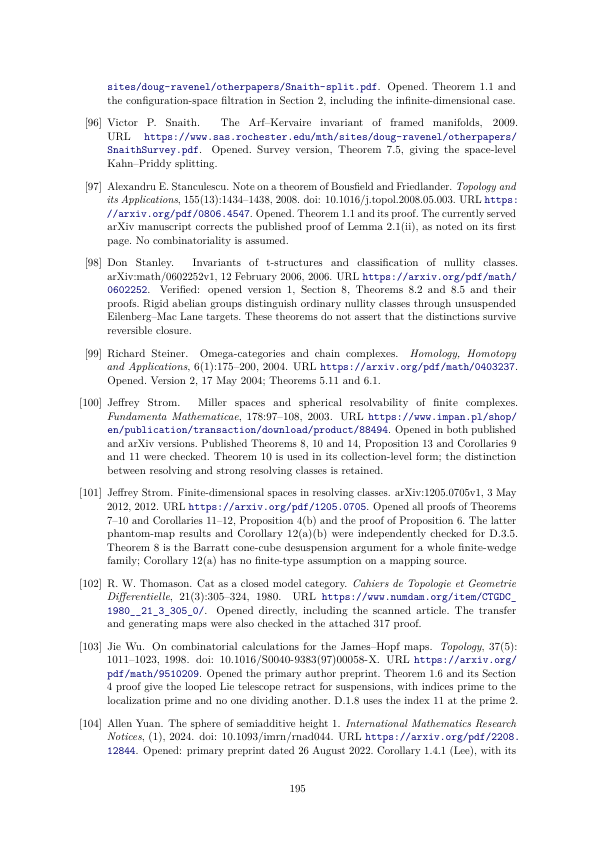 sites/doug-ravenel/otherpapers/Snaith-split.pdf. Opened. Theorem 1.1 and
the configuration-space filtration in Section 2, including the infinite-dimensional case.
[96] Victor P. Snaith. The Arf–Kervaire invariant of framed manifolds, 2009.
URL https://www.sas.rochester.edu/mth/sites/doug-ravenel/otherpapers/
SnaithSurvey.pdf. Opened. Survey version, Theorem 7.5, giving the space-level
Kahn–Priddy splitting.
[97] Alexandru E. Stanculescu. Note on a theorem of Bousfield and Friedlander. Topology and
its Applications, 155(13):1434–1438, 2008. doi: 10.1016/j.topol.2008.05.003. URL https:
//arxiv.org/pdf/0806.4547. Opened. Theorem 1.1 and its proof. The currently served
arXiv manuscript corrects the published proof of Lemma 2.1(ii), as noted on its first
page. No combinatoriality is assumed.
[98] Don Stanley. Invariants of t-structures and classification of nullity classes.
arXiv:math/0602252v1, 12 February 2006, 2006. URL https://arxiv.org/pdf/math/
0602252. Verified: opened version 1, Section 8, Theorems 8.2 and 8.5 and their
proofs. Rigid abelian groups distinguish ordinary nullity classes through unsuspended
Eilenberg–Mac Lane targets. These theorems do not assert that the distinctions survive
reversible closure.
[99] Richard Steiner. Omega-categories and chain complexes. Homology, Homotopy
and Applications, 6(1):175–200, 2004. URL https://arxiv.org/pdf/math/0403237.
Opened. Version 2, 17 May 2004; Theorems 5.11 and 6.1.
[100] Jeffrey Strom. Miller spaces and spherical resolvability of finite complexes.
Fundamenta Mathematicae, 178:97–108, 2003. URL https://www.impan.pl/shop/
en/publication/transaction/download/product/88494. Opened in both published
and arXiv versions. Published Theorems 8, 10 and 14, Proposition 13 and Corollaries 9
and 11 were checked. Theorem 10 is used in its collection-level form; the distinction
between resolving and strong resolving classes is retained.
[101] Jeffrey Strom. Finite-dimensional spaces in resolving classes. arXiv:1205.0705v1, 3 May
2012, 2012. URL https://arxiv.org/pdf/1205.0705. Opened all proofs of Theorems
7–10 and Corollaries 11–12, Proposition 4(b) and the proof of Proposition 6. The latter
phantom-map results and Corollary 12(a)(b) were independently checked for D.3.5.
Theorem 8 is the Barratt cone-cube desuspension argument for a whole finite-wedge
family; Corollary 12(a) has no finite-type assumption on a mapping source.
[102] R. W. Thomason. Cat as a closed model category. Cahiers de Topologie et Geometrie
Differentielle, 21(3):305–324, 1980. URL https://www.numdam.org/item/CTGDC_
1980__21_3_305_0/. Opened directly, including the scanned article. The transfer
and generating maps were also checked in the attached 317 proof.
[103] Jie Wu. On combinatorial calculations for the James–Hopf maps. Topology, 37(5):
1011–1023, 1998. doi: 10.1016/S0040-9383(97)00058-X. URL https://arxiv.org/
pdf/math/9510209. Opened the primary author preprint. Theorem 1.6 and its Section
4 proof give the looped Lie telescope retract for suspensions, with indices prime to the
localization prime and no one dividing another. D.1.8 uses the index 11 at the prime 2.
[104] Allen Yuan. The sphere of semiadditive height 1. International Mathematics Research
Notices, (1), 2024. doi: 10.1093/imrn/rnad044. URL https://arxiv.org/pdf/2208.
12844. Opened: primary preprint dated 26 August 2022. Corollary 1.4.1 (Lee), with its
195